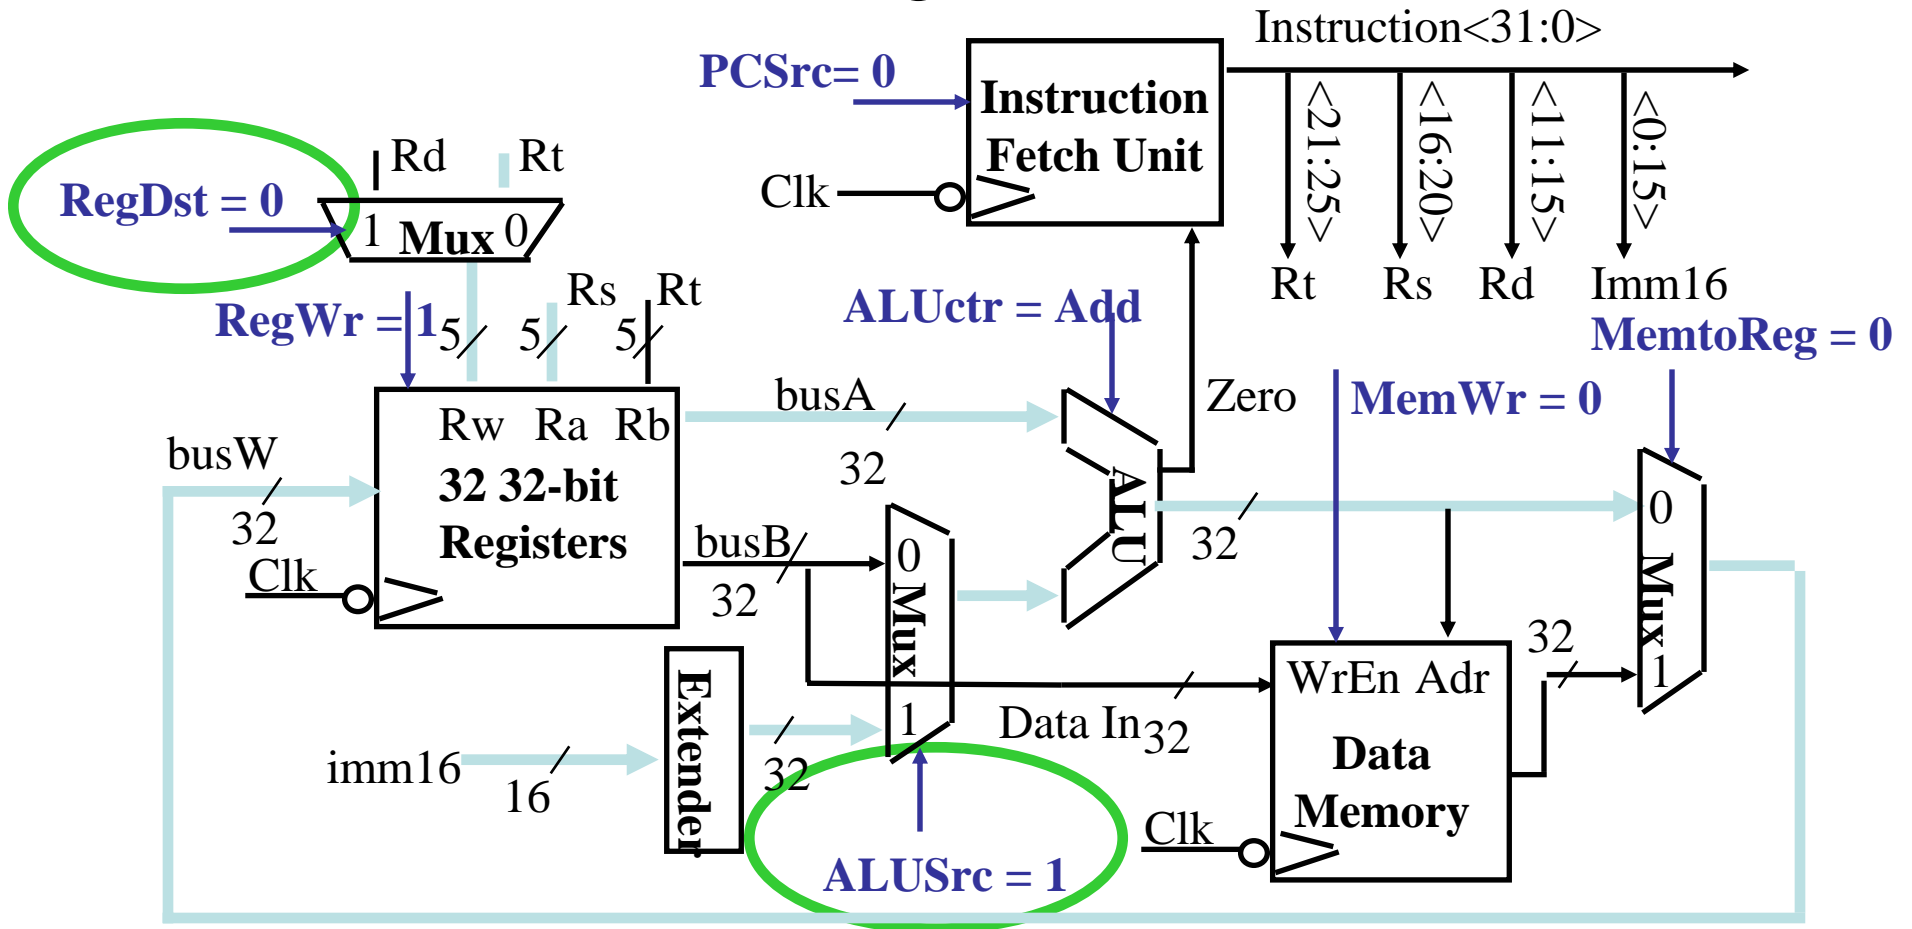 Instruction<31:0>
PCSrc= 0
Instruction
Fetch Unit
Clk
<21:25>
<16:20>
<11:15>
<0:15>
Rt
Rs
Rd
Imm16
Rd
Rt
RegDst = 0
1
Mux
0
RegWr = 1
5
5
5
Rs
Rt
ALUctr = Add
MemtoReg = 0
MemWr = 0
Zero
busA
32
busW
32
Rw
Ra
Rb
32 32-bit
Registers
Clk
busB
32
0
Mux
1
ALU
32
0
Mux
1
32
WrEn
Adr
Data
Memory
Clk
Data In
32
imm16
16
Extender
32
ALUSrc = 1